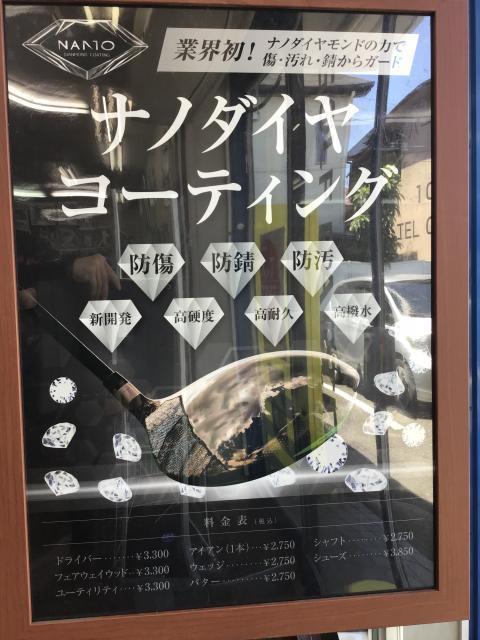 NANO
DIAMOND COATING
業界初！
ナノダイヤモンドの力で
傷・汚れ・錆からガード
ナノダイヤ
コーティング
防傷
防錆
防汚
新開発
高硬度
高耐久
高撥水
料金表（税込）
ドライバー‥‥‥‥¥3,300
フェアウェイウッド‥¥3,300
ユーティリティ‥‥¥3,300
アイアン（1本）‥¥2,750
ウェッジ‥‥‥‥‥¥2,750
パター‥‥‥‥‥‥¥2,750
シャフト‥‥‥‥¥2,750
シューズ‥‥‥‥¥3,850